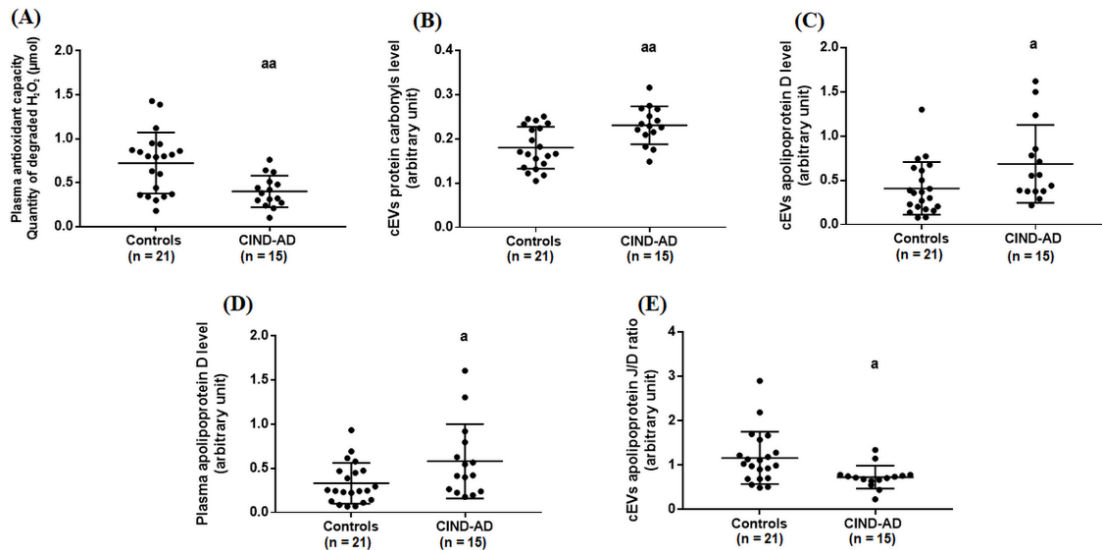 (A)
Plasma antioxidant capacity
Quantity of degraded H₂O₂ (µmol)
2.0
1.5
1.0
0.5
0.0
aa
Controls
(n = 21)
CIND-AD
(n = 15)
(B)
cEVs protein carbonyls level
(arbitrary unit)
0.4
0.3
0.2
0.1
0.0
aa
Controls
(n = 21)
CIND-AD
(n = 15)
(C)
cEVs apolipoprotein D level
(arbitrary unit)
2.0
1.5
1.0
0.5
0.0
a
Controls
(n = 21)
CIND-AD
(n = 15)
(D)
Plasma apolipoprotein D level
(arbitrary unit)
2.0
1.5
1.0
0.5
0.0
a
Controls
(n = 21)
CIND-AD
(n = 15)
(E)
cEVs apolipoprotein J/D ratio
(arbitrary unit)
4
3
2
1
0
a
Controls
(n = 21)
CIND-AD
(n = 15)